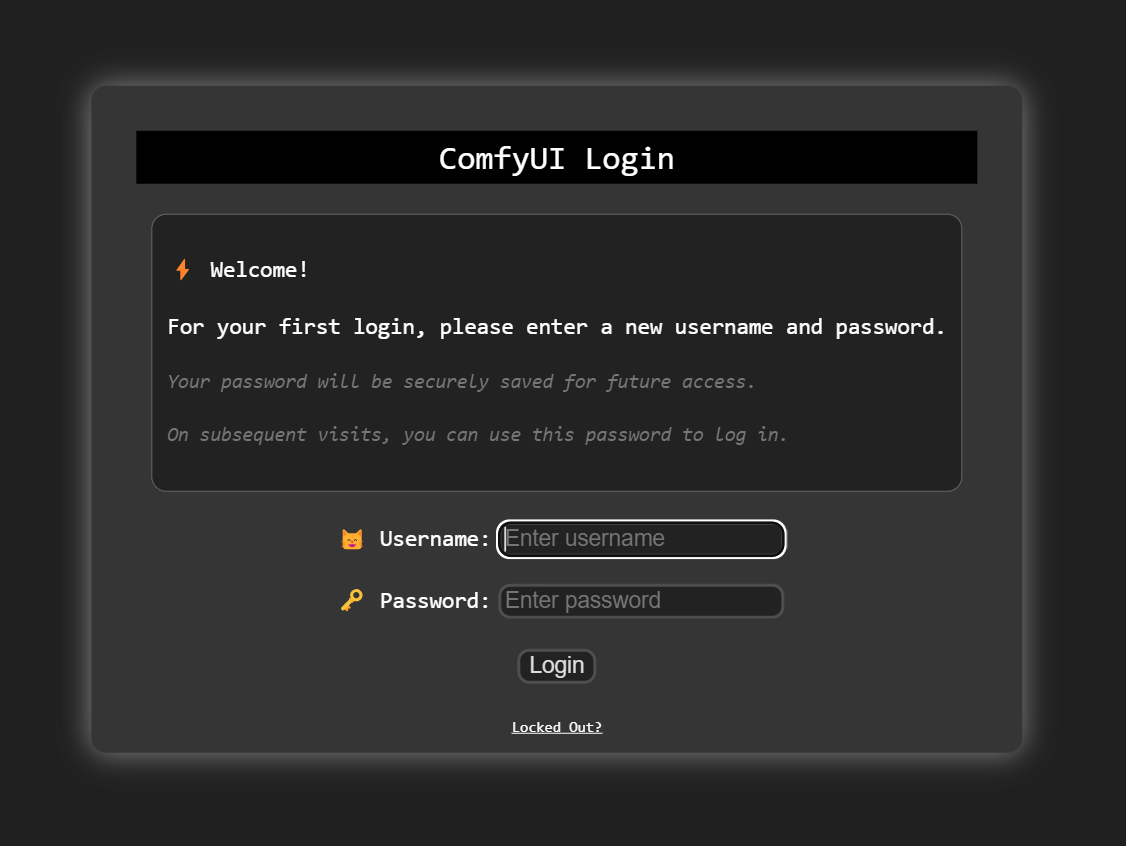 ComfyUI Login
⚡ Welcome!
For your first login, please enter a new username and password.
Your password will be securely saved for future access.
On subsequent visits, you can use this password to log in.
😸 Username: Enter username
🔑 Password: Enter password
Login
Locked Out?